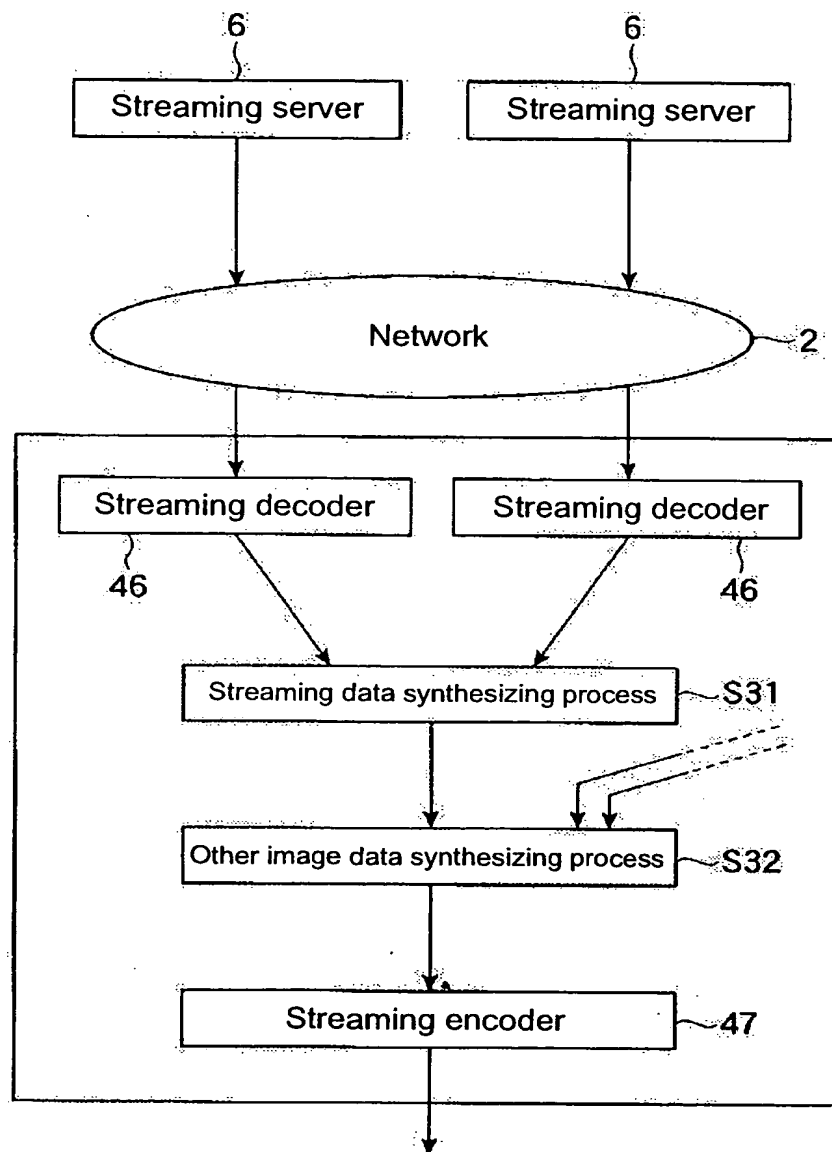 6
6
Streaming server
Streaming server
Network
2
Streaming decoder
Streaming decoder
46
46
Streaming data synthesizing process
S31
Other image data synthesizing process
S32
Streaming encoder
47